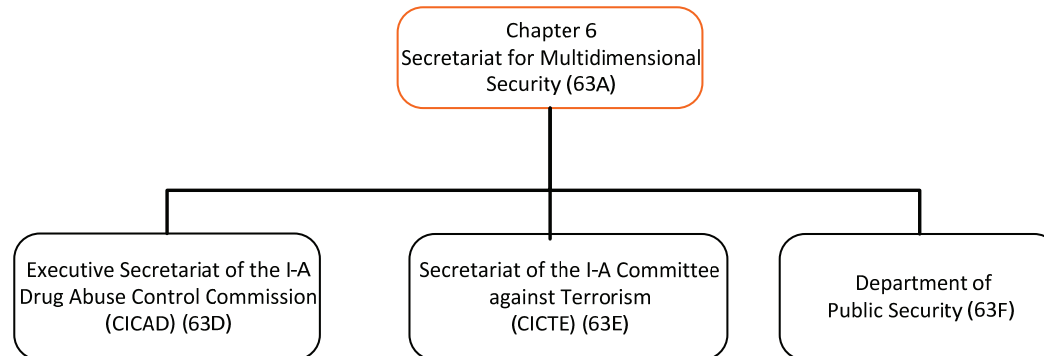 Chapter 6
Secretariat for Multidimensional
Security (63A)
Executive Secretariat of the I-A
Drug Abuse Control Commission
(CICAD) (63D)
Secretariat of the I-A Committee
against Terrorism
(CICTE) (63E)
Department of
Public Security (63F)